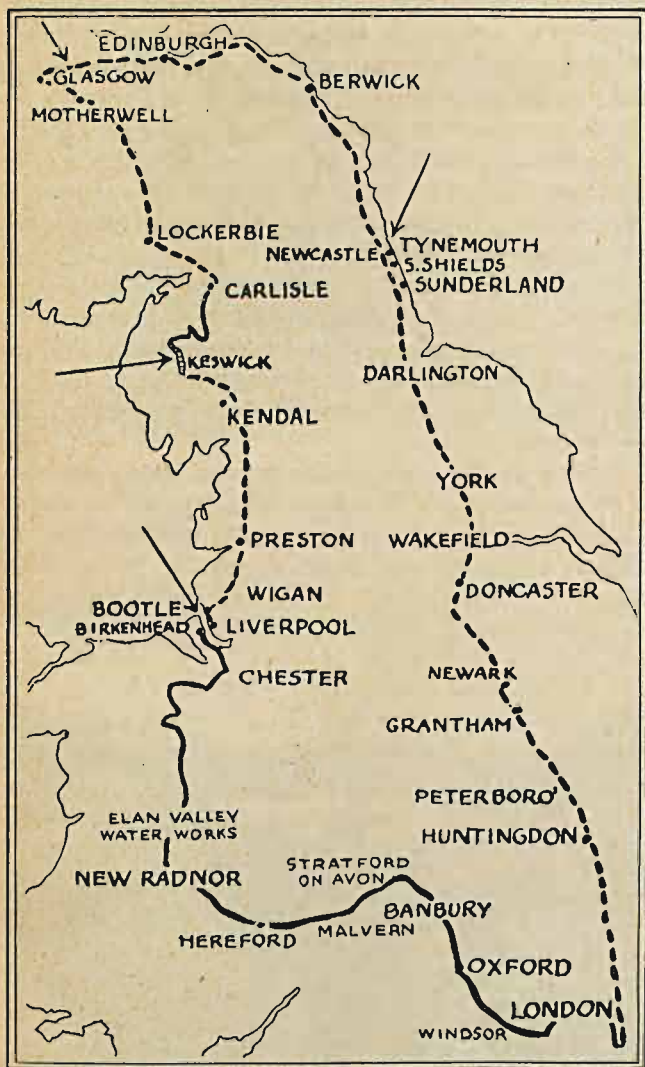 EDINBURGH
GLASGOW
BERWICK
MOTHERWELL
LOCKERBIE
NEWCASTLE
TYNEMOUTH
S. SHIELDS
SUNDERLAND
CARLISLE
KESWICK
DARLINGTON
KENDAL
YORK
PRESTON
WAKEFIELD
WIGAN
DONCASTER
BOOTLE
BIRKENHEAD
LIVERPOOL
CHESTER
NEWARK
GRANTHAM
PETERBORO'
ELAN VALLEY
WATER WORKS
HUNTINGDON
NEW RADNOR
STRATFORD
ON AVON
BANBURY
HEREFORD
MALVERN
OXFORD
LONDON
WINDSOR